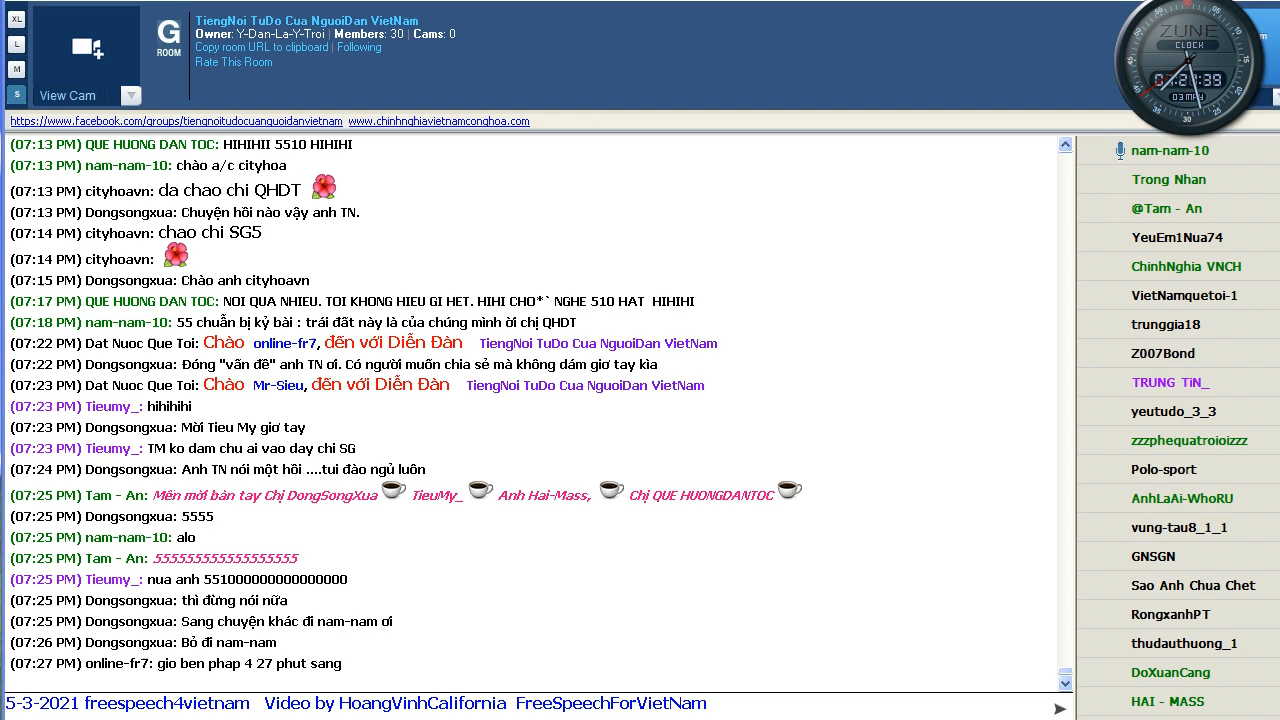 XL
L
M
S
View Cam
G
ROOM
TiengNoi TuDo Cua NguoiDan VietNam
Owner: Y-Dan-La-Y-Troi | Members: 30 | Cams: 0
Copy room URL to clipboard | Following
Rate This Room
ZUNE
CLOCK
03 MAY
https://www.facebook.com/groups/tiengnoitudocuanguoidanvietnam www.chinhnghiavietnamconghoa.com
(07:13 PM) QUE HUONG DAN TOC: HIHIHII 5510 HIHIHI
(07:13 PM) nam-nam-10: chào a/c cityhoa
(07:13 PM) cityhoavn: da chao chi QHDT
(07:13 PM) Dongsongxua: Chuyện hồi nào vậy anh TN.
(07:14 PM) cityhoavn: chao chi SG5
(07:14 PM) cityhoavn:
(07:15 PM) Dongsongxua: Chào anh cityhoavn
(07:17 PM) QUE HUONG DAN TOC: NOI QUA NHIEU. TOI KHONG HIEU GI HET. HIHI CHO*` NGHE 510 HAT HIHIHI
(07:18 PM) nam-nam-10: 55 chuẩn bị kỷ bài : trái đất này là của chúng mình ời chị QHDT
(07:22 PM) Dat Nuoc Que Toi: Chào online-fr7, đến với Diễn Đàn TiengNoi TuDo Cua NguoiDan VietNam
(07:22 PM) Dongsongxua: Đóng "vấn đề" anh TN ơi. Có người muốn chia sẻ mà không dám giơ tay kìa
(07:23 PM) Dat Nuoc Que Toi: Chào Mr-Sieu, đến với Diễn Đàn TiengNoi TuDo Cua NguoiDan VietNam
(07:23 PM) Tieumy_: hihihihi
(07:23 PM) Dongsongxua: Mời Tieu My giơ tay
(07:23 PM) Tieumy_: TM ko dam chu ai vao day chi SG
(07:24 PM) Dongsongxua: Anh TN nói một hồi ....tui đào ngủ luôn
(07:25 PM) Tam - An: Mến mời bàn tay Chị DongSongXua TieuMy_ Anh Hai-Mass, Chị QUE HUONGDANTOC
(07:25 PM) Dongsongxua: 5555
(07:25 PM) nam-nam-10: alo
(07:25 PM) Tam - An: 55555555555555555555
(07:25 PM) Tieumy_: nua anh 551000000000000000
(07:25 PM) Dongsongxua: thì đừng nói nữa
(07:25 PM) Dongsongxua: Sang chuyện khác đi nam-nam ơi
(07:26 PM) Dongsongxua: Bỏ đi nam-nam
(07:27 PM) online-fr7: gio ben phap 4 27 phut sang
nam-nam-10
Trong Nhan
@Tam - An
YeuEm1Nua74
ChinhNghia VNCH
VietNamquetoi-1
trunggia18
Z007Bond
TRUNG TiN_
yeutudo_3_3
zzzphequatroioizzz
Polo-sport
AnhLaAi-WhoRU
vung-tau8_1_1
GNSGN
Sao Anh Chua Chet
RongxanhPT
thudauthuong_1
DoXuanCang
HAI - MASS
5-3-2021 freespeech4vietnam Video by HoangVinhCalifornia FreeSpeechForVietNam